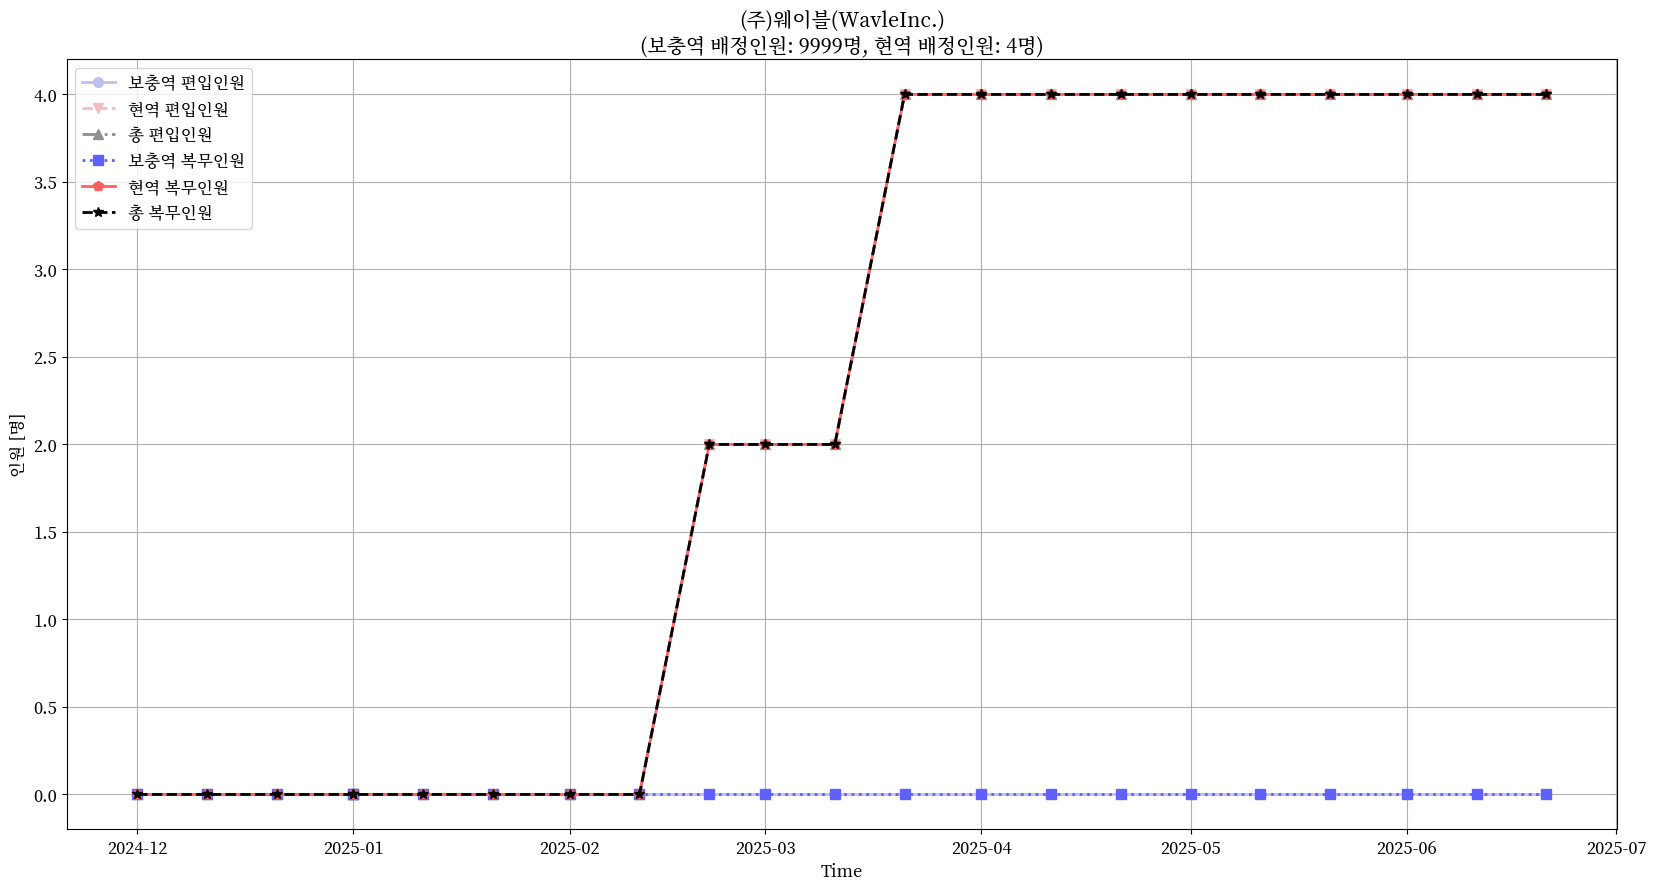 (주)웨이블(WavleInc.)
(보충역 배정인원: 9999명, 현역 배정인원: 4명)
보충역 편입인원
현역 편입인원
총 편입인원
보충역 복무인원
현역 복무인원
총 복무인원
4.0
3.5
3.0
2.5
2.0
1.5
1.0
0.5
0.0
인원 [명]
2024-12
2025-01
2025-02
2025-03
2025-04
2025-05
2025-06
2025-07
Time